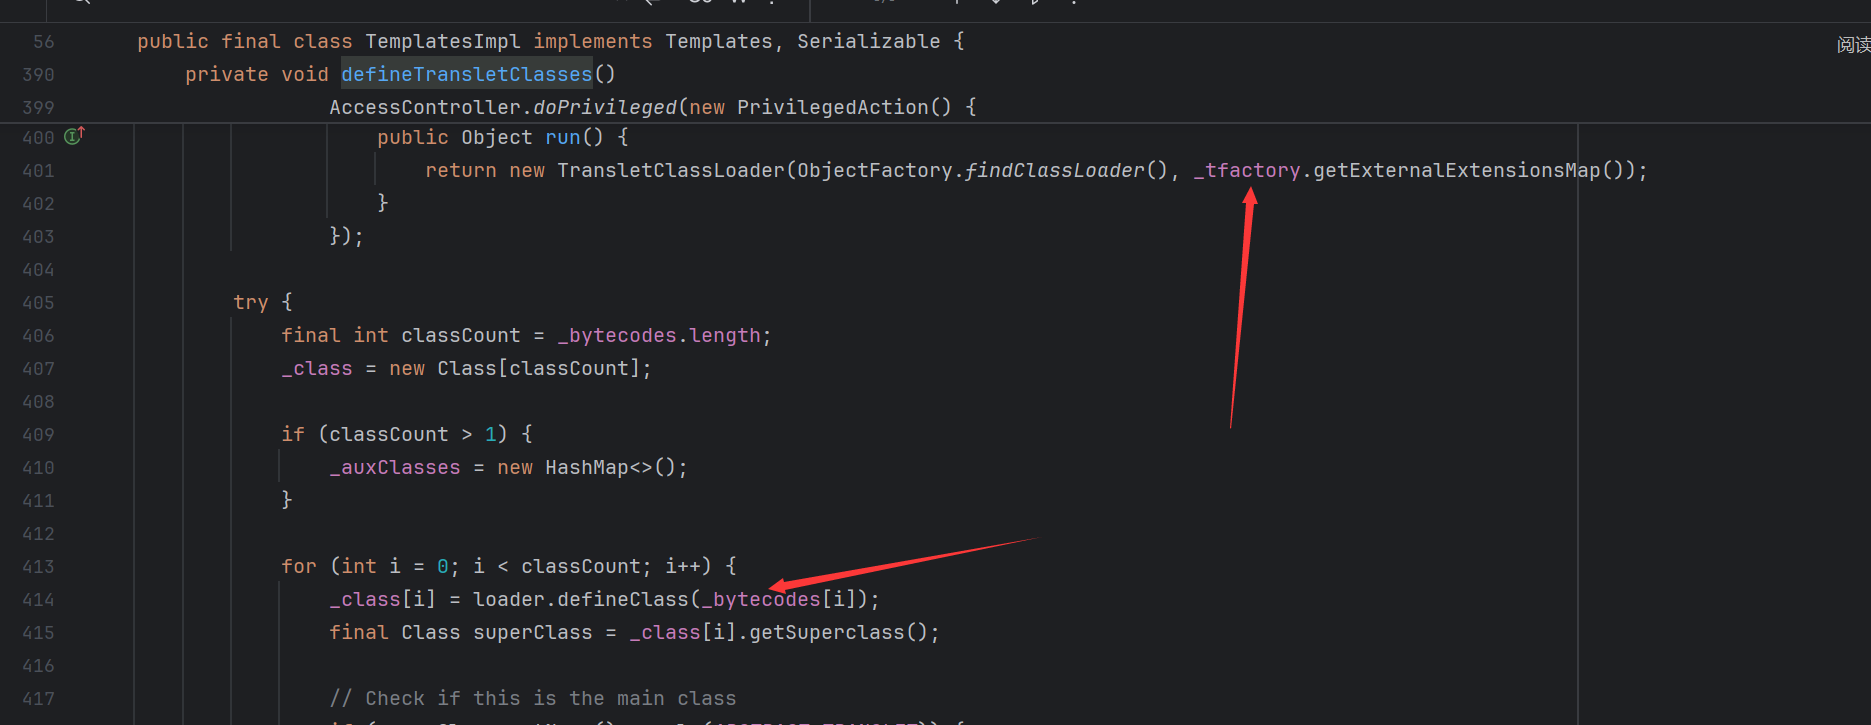 56 public final class TemplatesImpl implements Templates, Serializable {
阅读
390 private void defineTransletClasses()
399 AccessController.doPrivileged(new PrivilegedAction() {
400 public Object run() {
401 return new TransletClassLoader(ObjectFactory.findClassLoader(), _tfactory.getExternalExtensionsMap());
402 }
403 });
404
405 try {
406 final int classCount = _bytecodes.length;
407 _class = new Class[classCount];
408
409 if (classCount > 1) {
410 _auxClasses = new HashMap<>();
411 }
412
413 for (int i = 0; i < classCount; i++) {
414 _class[i] = loader.defineClass(_bytecodes[i]);
415 final Class superClass = _class[i].getSuperclass();
416
417 // Check if this is the main class